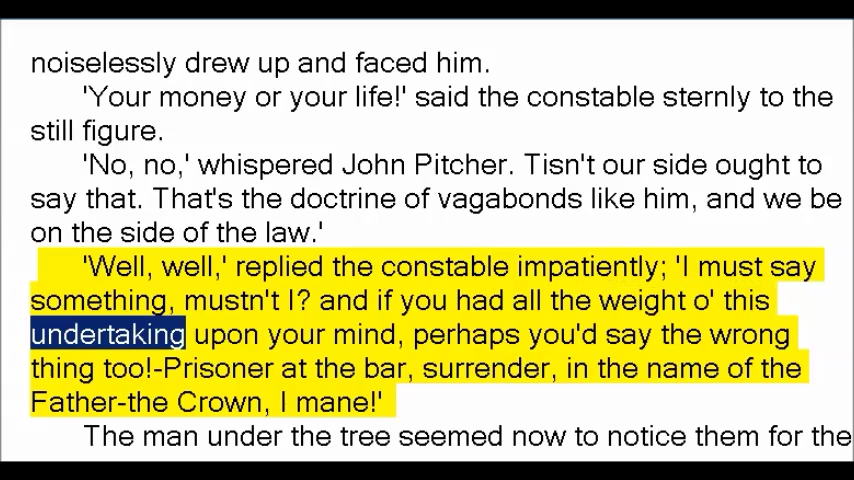 noiselessly drew up and faced him.
'Your money or your life!' said the constable sternly to the
still figure.
'No, no,' whispered John Pitcher. Tisn't our side ought to
say that. That's the doctrine of vagabonds like him, and we be
on the side of the law.'
'Well, well,' replied the constable impatiently; 'I must say
something, mustn't I? and if you had all the weight o' this
undertaking upon your mind, perhaps you'd say the wrong
thing too!-Prisoner at the bar, surrender, in the name of the
Father-the Crown, I mane!'
The man under the tree seemed now to notice them for the